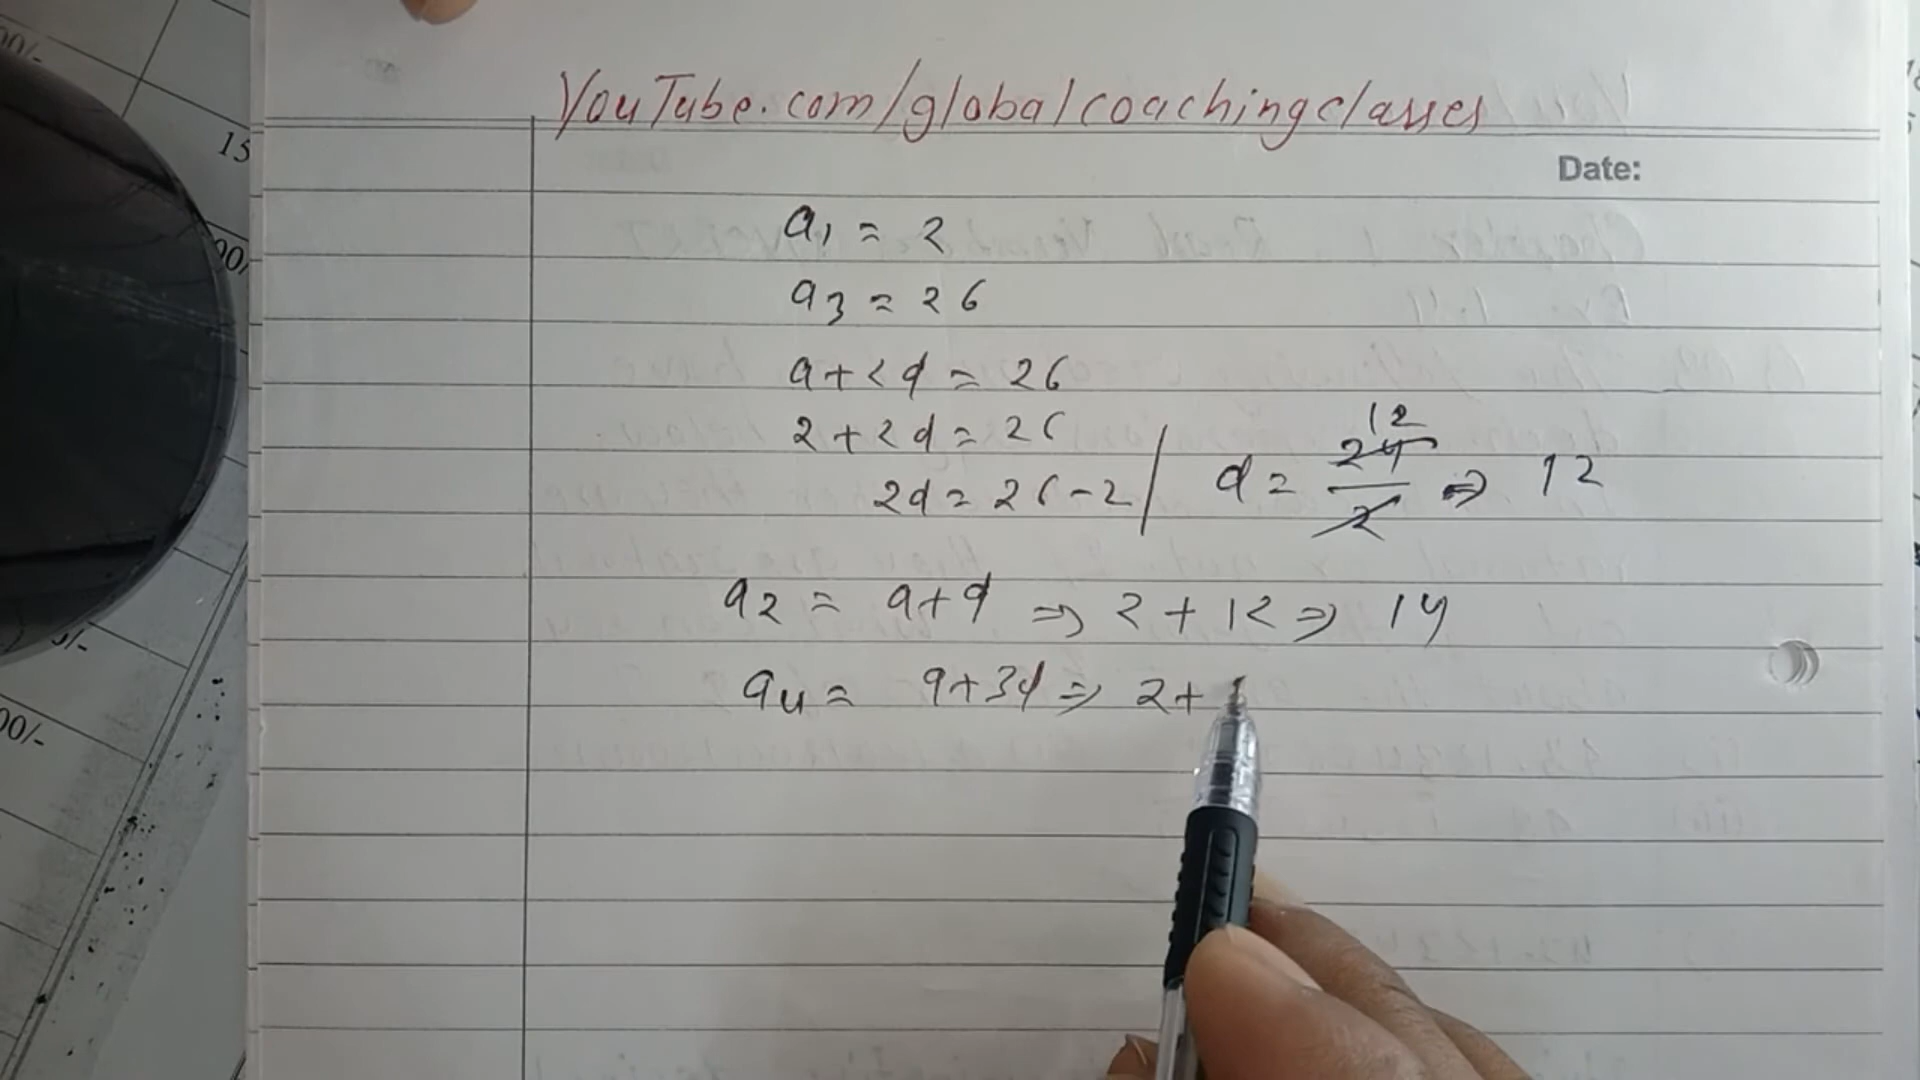 YouTube.com/globalcoachingclasses
Date:
a₁ = 2
a₃ = 26
a + 2d = 26
2 + 2d = 26
2d = 26 - 2 | d = 24/2 ⇒ 12
12
a₂ = a + d ⇒ 2 + 12 ⇒ 14
a₄ = a + 3d ⇒ 2 +